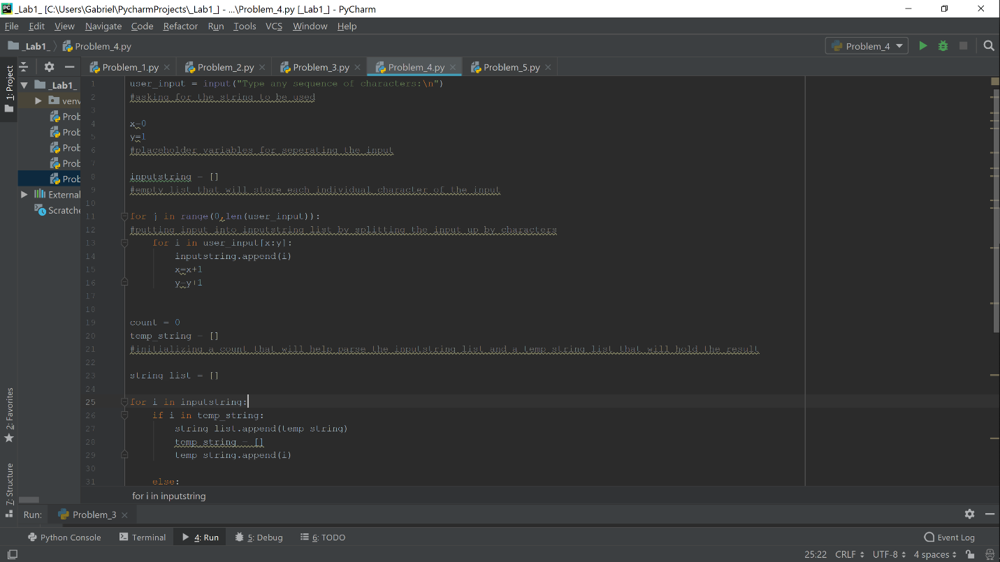 _Lab1_ [C:\Users\Gabriel\PycharmProjects\_Lab1_] - ...\Problem_4.py [_Lab1_] - PyCharm
File Edit View Navigate Code Refactor Run Tools VCS Window Help
_Lab1_ Problem_4.py Problem_4
1: Project
Problem_1.py Problem_2.py Problem_3.py Problem_4.py Problem_5.py
_Lab1_
venv
Prob
Prob
Prob
Prob
Prob
External
Scratche
1 user_input = input("Type any sequence of characters:\n")
2 #asking for the string to be used
3
4 x=0
5 y=1
6 #placeholder variables for seperating the input
7
8 inputstring = []
9 #empty list that will store each individual character of the input
10
11 for j in range(0,len(user_input)):
12 #putting input into inputstring list by splitting the input up by characters
13 for i in user_input[x:y]:
14 inputstring.append(i)
15 x=x+1
16 y=y+1
17
18
19 count = 0
20 temp_string = []
21 #initializing a count that will help parse the inputstring list and a temp string list that will hold the result
22
23 string_list = []
24
25 for i in inputstring:
26 if i in temp_string:
27 string_list.append(temp_string)
28 temp_string = []
29 temp_string.append(i)
30
31 else:
for i in inputstring
2: Favorites
7: Structure
Run: Problem_3
Python Console Terminal 4: Run 5: Debug 6: TODO Event Log
25:22 CRLF UTF-8 4 spaces